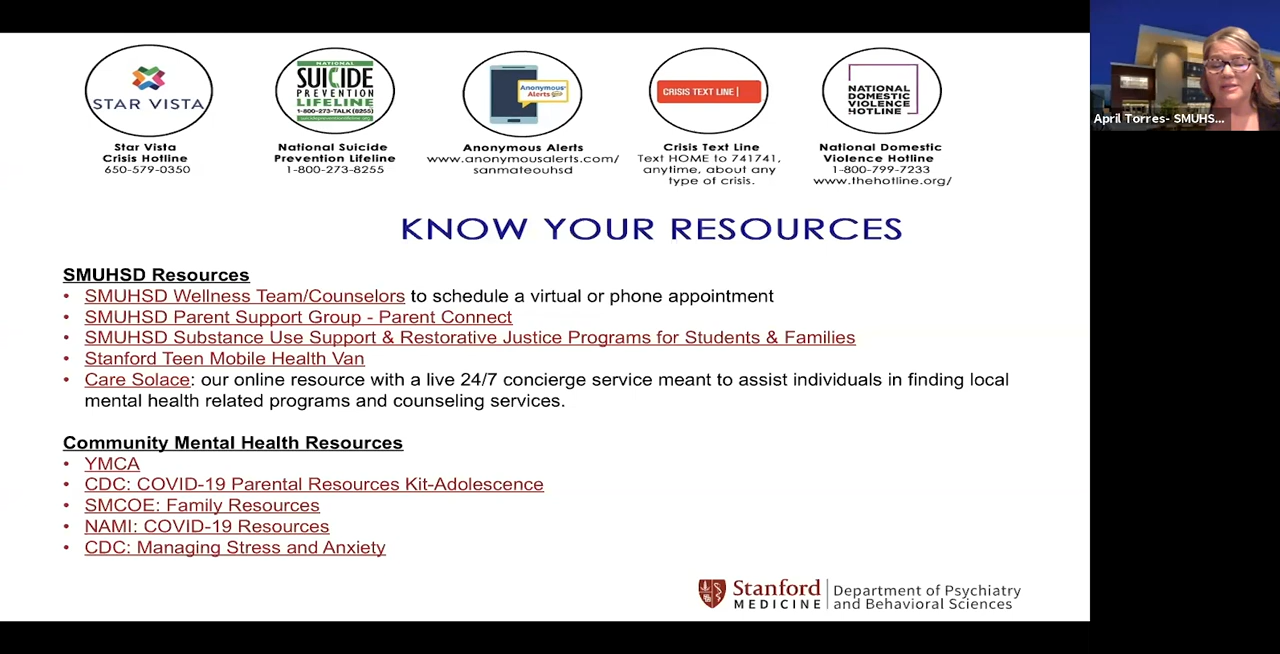 STAR VISTA
NATIONAL
SUICIDE
PREVENTION
LIFELINE
1-800-273-TALK (8255)
suicidepreventionlifeline.org
Anonymous
Alerts
CRISIS TEXT LINE |
NATIONAL
DOMESTIC
VIOLENCE
HOTLINE
Star Vista
Crisis Hotline
650-579-0350
National Suicide
Prevention Lifeline
1-800-273-8255
Anonymous Alerts
www.anonymousalerts.com/
sanmateouhsd
Crisis Text Line
Text HOME to 741741,
anytime, about any
type of crisis.
National Domestic
Violence Hotline
1-800-799-7233
www.thehotline.org/
April Torres- SMUHS...
KNOW YOUR RESOURCES
SMUHSD Resources
• SMUHSD Wellness Team/Counselors to schedule a virtual or phone appointment
• SMUHSD Parent Support Group - Parent Connect
• SMUHSD Substance Use Support & Restorative Justice Programs for Students & Families
• Stanford Teen Mobile Health Van
• Care Solace: our online resource with a live 24/7 concierge service meant to assist individuals in finding local
mental health related programs and counseling services.
Community Mental Health Resources
• YMCA
• CDC: COVID-19 Parental Resources Kit-Adolescence
• SMCOE: Family Resources
• NAMI: COVID-19 Resources
• CDC: Managing Stress and Anxiety
Stanford
MEDICINE
Department of Psychiatry
and Behavioral Sciences